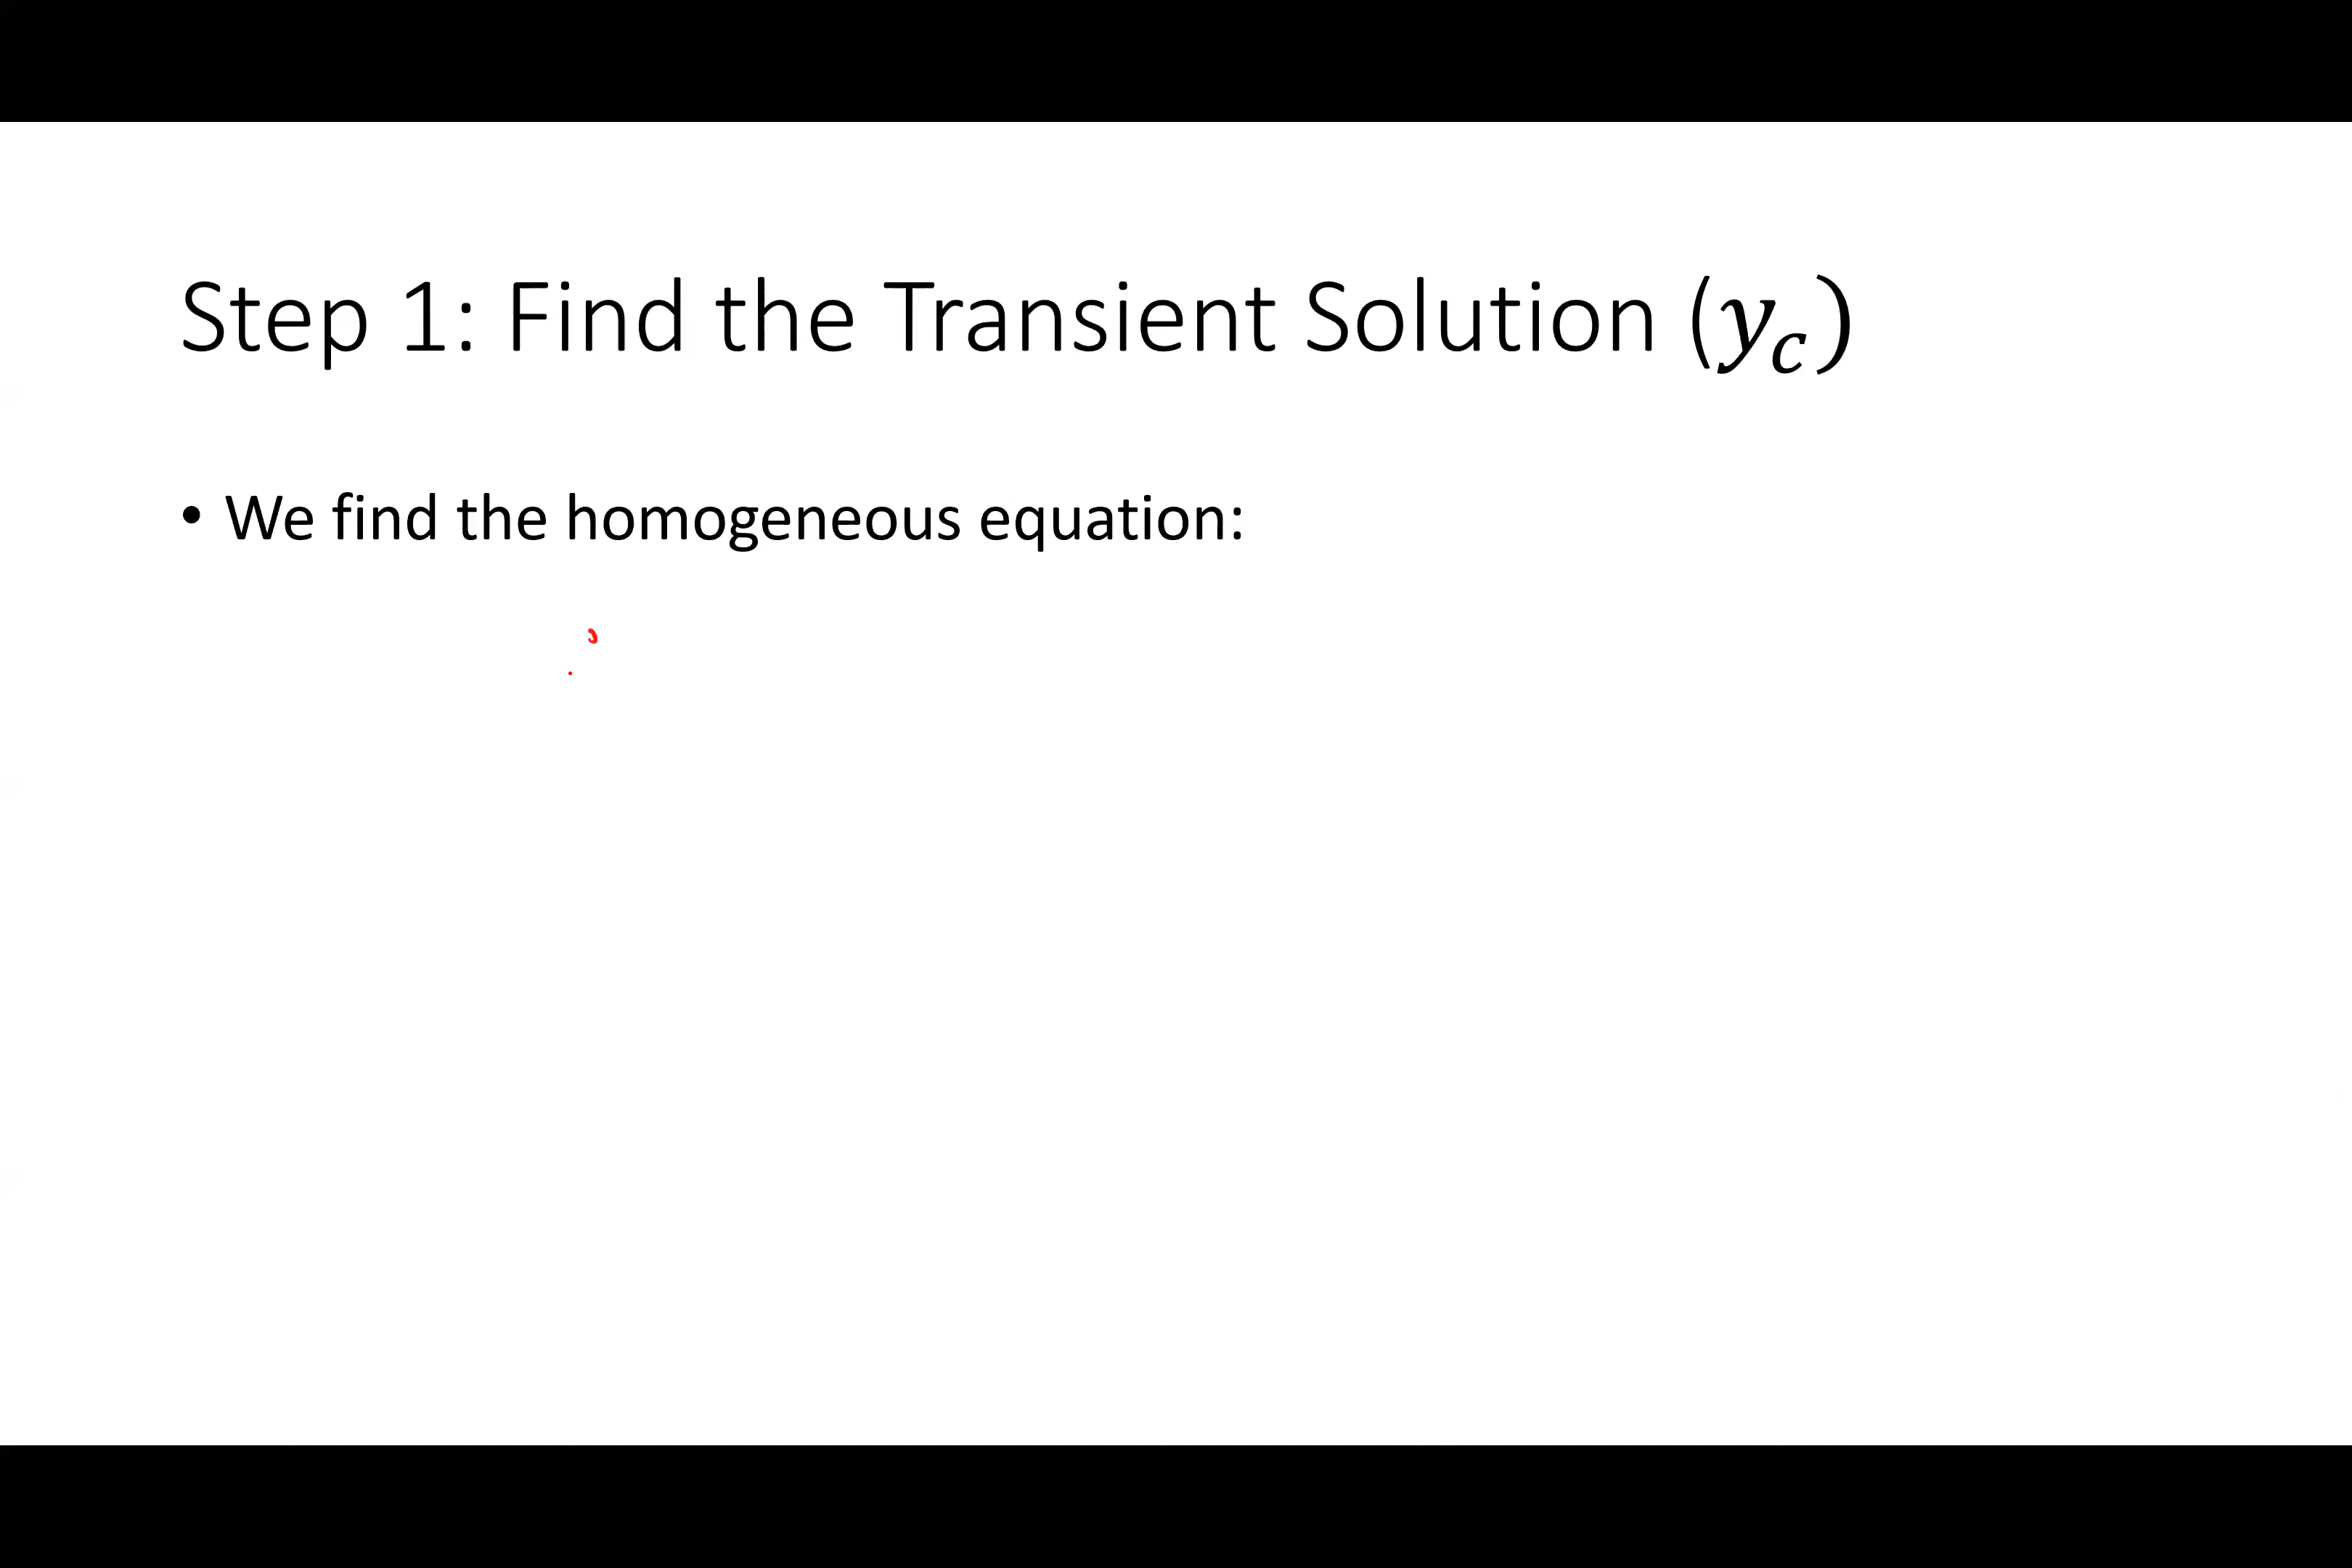 Step 1: Find the Transient Solution (y_c)
• We find the homogeneous equation: